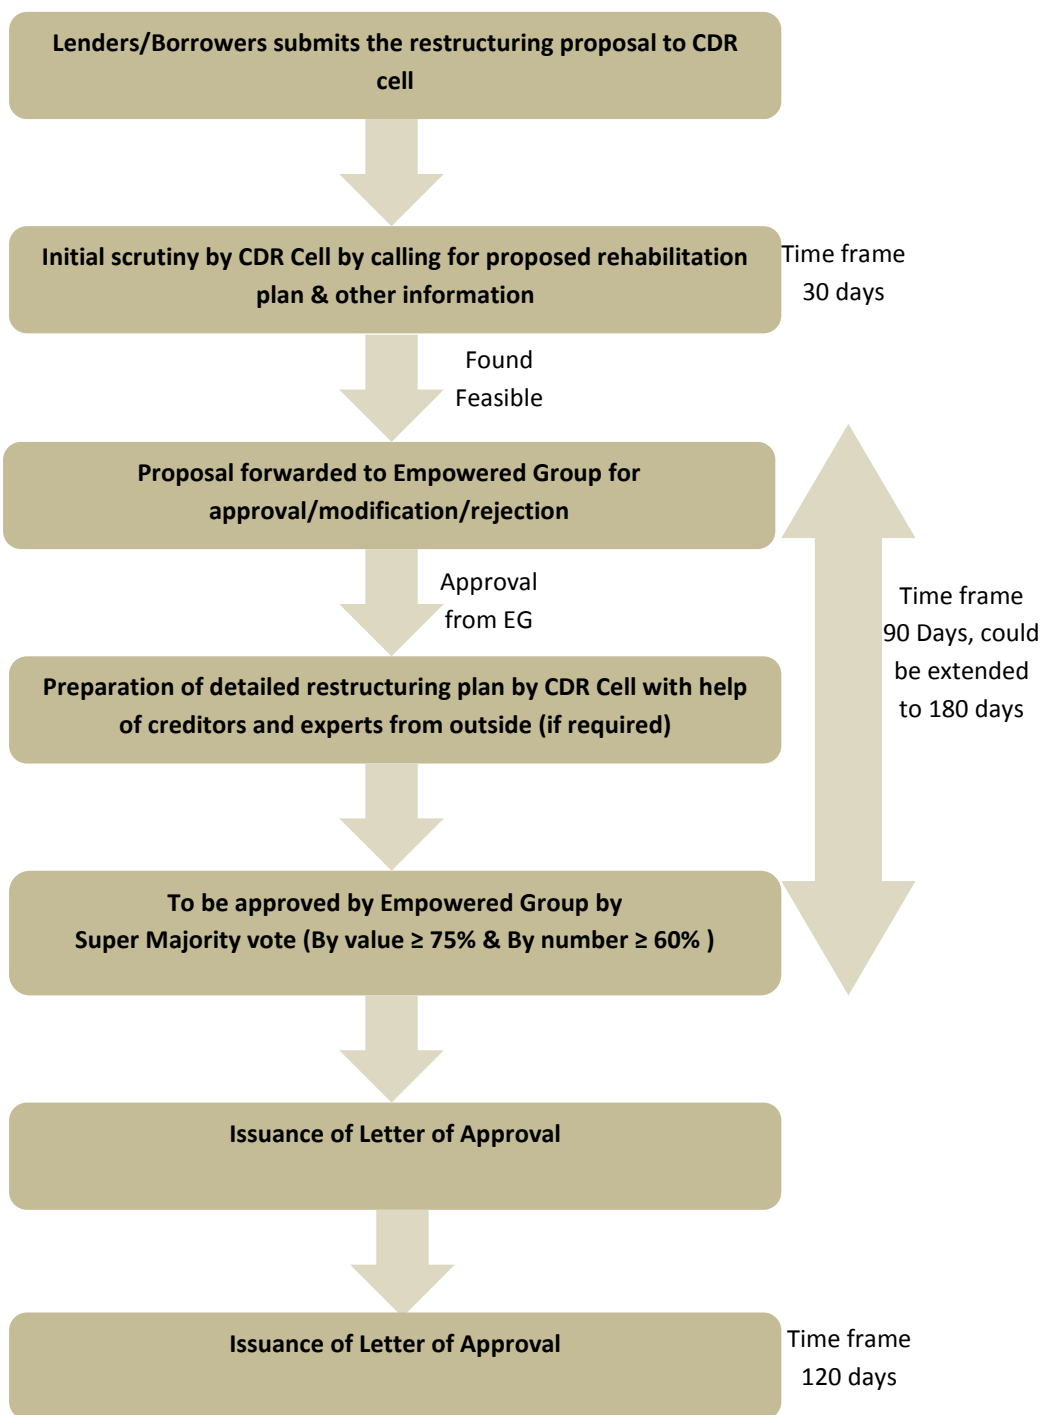 Lenders/Borrowers submits the restructuring proposal to CDR
cell
Initial scrutiny by CDR Cell by calling for proposed rehabilitation
plan & other information
Time frame
30 days
Found
Feasible
Proposal forwarded to Empowered Group for
approval/modification/rejection
Approval
from EG
Time frame
90 Days, could
be extended
to 180 days
Preparation of detailed restructuring plan by CDR Cell with help
of creditors and experts from outside (if required)
To be approved by Empowered Group by
Super Majority vote (By value ≥ 75% & By number ≥ 60% )
Issuance of Letter of Approval
Issuance of Letter of Approval
Time frame
120 days